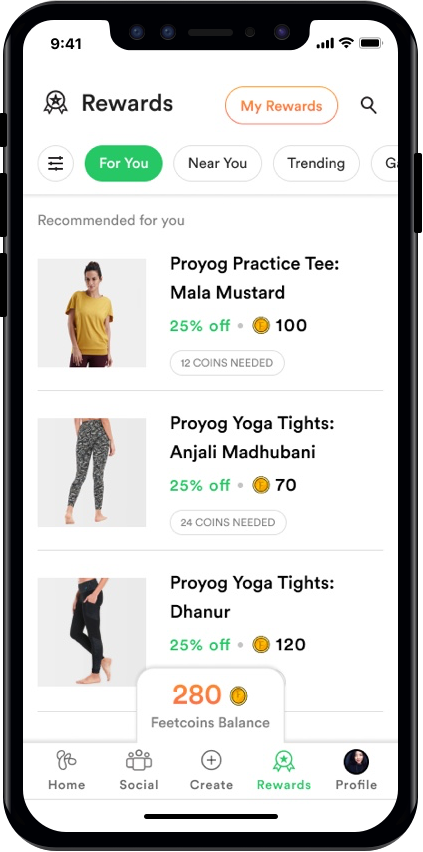 9:41
Rewards
My Rewards
For You
Near You
Trending
Recommended for you
Proyog Practice Tee:
Mala Mustard
25% off • 100
12 COINS NEEDED
Proyog Yoga Tights:
Anjali Madhubani
25% off • 70
24 COINS NEEDED
Proyog Yoga Tights:
Dhanur
25% off • 120
280
Feetcoins Balance
Home
Social
Create
Rewards
Profile